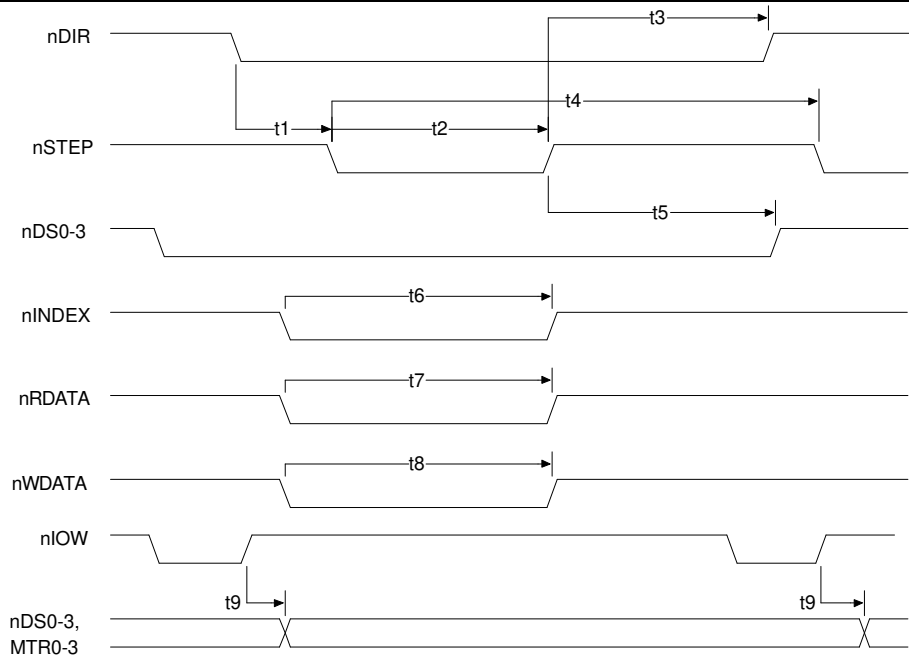 nDIR
t3
t4
t1
t2
nSTEP
t5
nDS0-3
t6
nINDEX
t7
nRDATA
t8
nWDATA
nIOW
t9
t9
nDS0-3,
MTR0-3